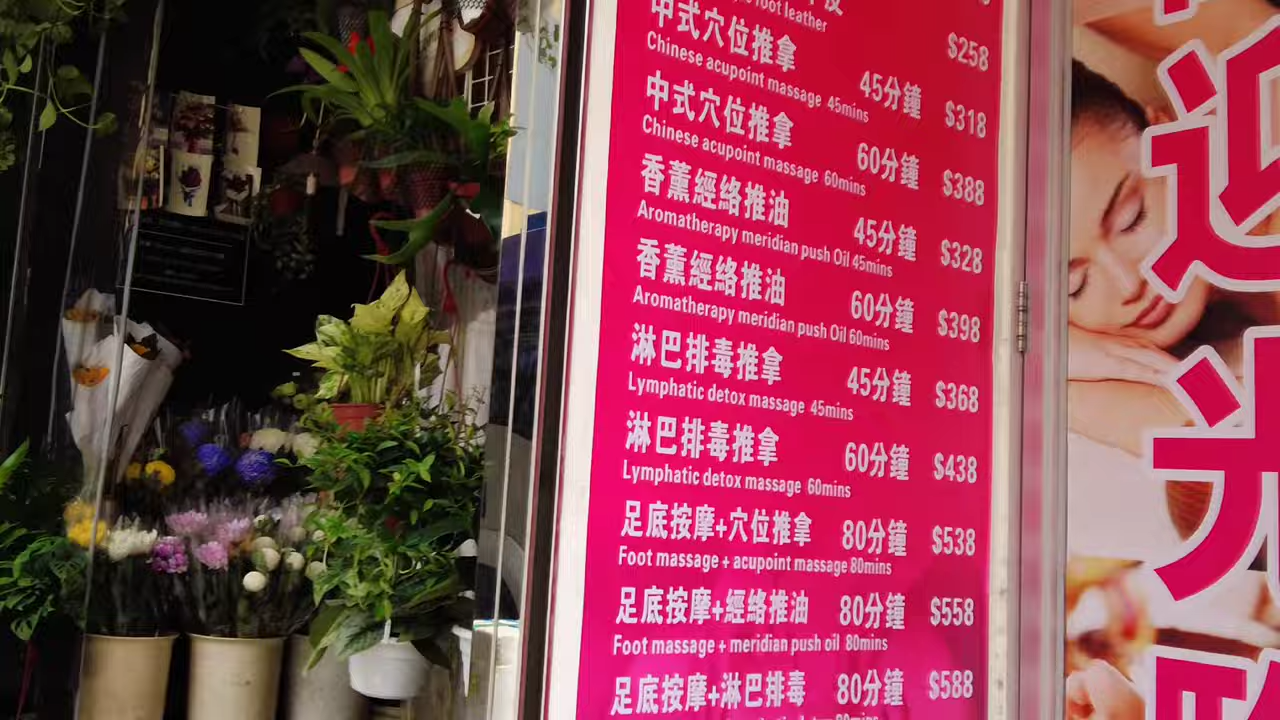 foot leather
$258
中式穴位推拿 45分鐘 $318
Chinese acupoint massage 45mins
中式穴位推拿 60分鐘 $388
Chinese acupoint massage 60mins
香薰經絡推油 45分鐘 $328
Aromatherapy meridian push Oil 45mins
香薰經絡推油 60分鐘 $398
Aromatherapy meridian push Oil 60mins
淋巴排毒推拿 45分鐘 $368
Lymphatic detox massage 45mins
淋巴排毒推拿 60分鐘 $438
Lymphatic detox massage 60mins
足底按摩+穴位推拿 80分鐘 $538
Foot massage + acupoint massage 80mins
足底按摩+經絡推油 80分鐘 $558
Foot massage + meridian push oil 80mins
足底按摩+淋巴排毒 80分鐘 $588
迎
光